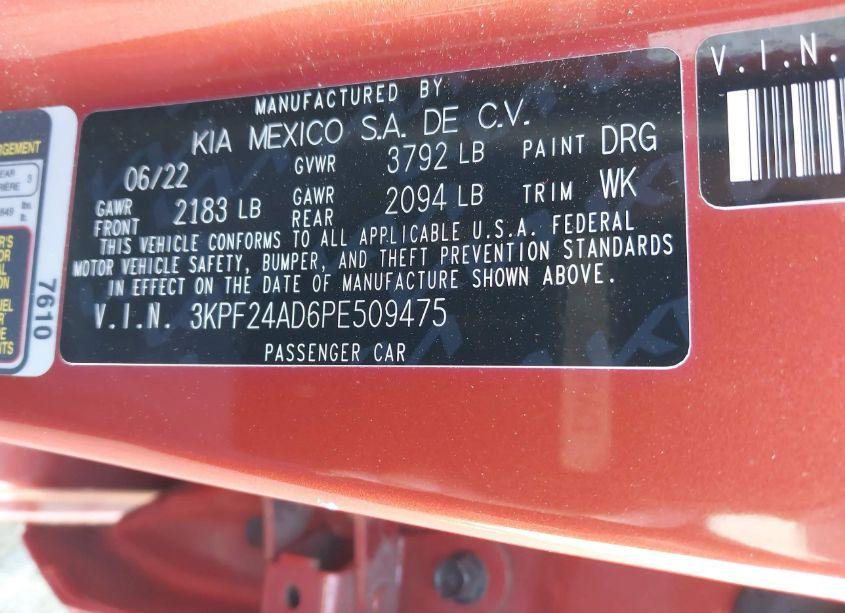 MANUFACTURED BY
KIA MEXICO S.A. DE C.V.
06/22 GVWR 3792 LB PAINT DRG
GAWR FRONT 2183 LB GAWR REAR 2094 LB TRIM WK
THIS VEHICLE CONFORMS TO ALL APPLICABLE U.S.A. FEDERAL
MOTOR VEHICLE SAFETY, BUMPER, AND THEFT PREVENTION STANDARDS
IN EFFECT ON THE DATE OF MANUFACTURE SHOWN ABOVE.
V.I.N. 3KPF24AD6PE509475
PASSENGER CAR
V.I.N.
7610